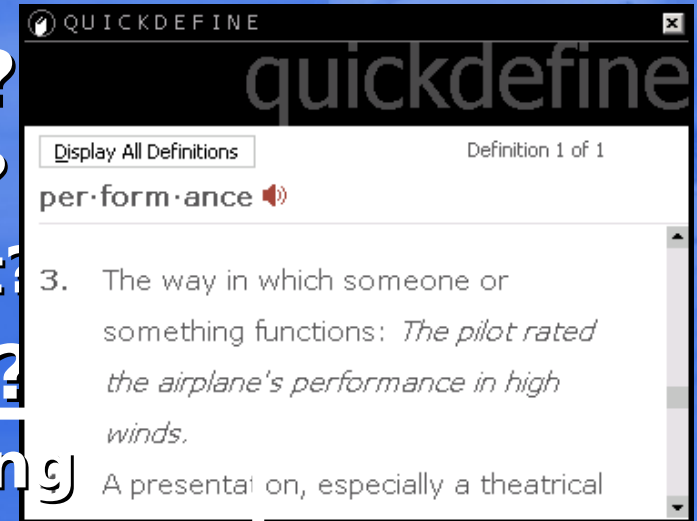 QUICKDEFINE
quickdefine
Display All Definitions Definition 1 of 1
per·form·ance
?
?
3. The way in which someone or
something functions: The pilot rated
the airplane's performance in high
winds.
?
ng
A presentat on, especially a theatrical